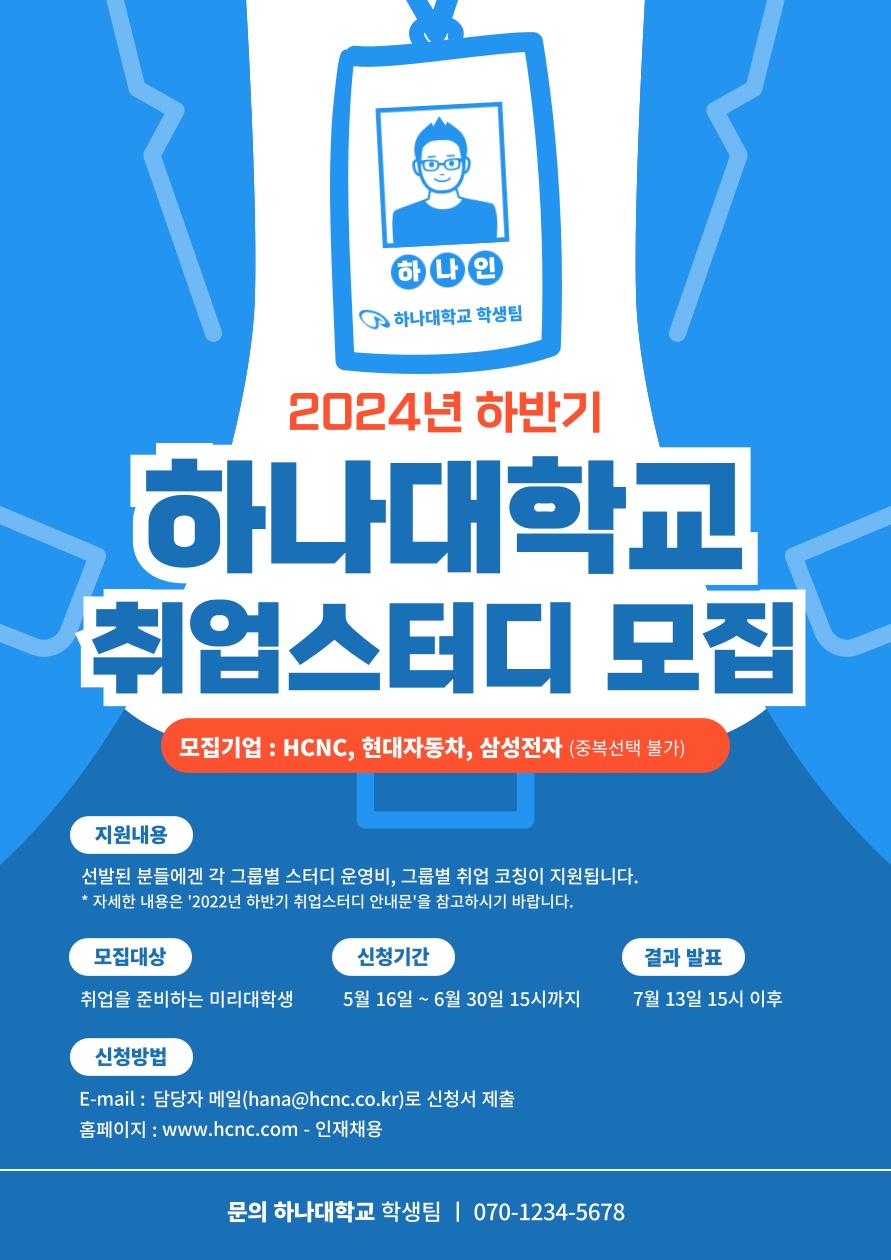 하나인
하나대학교 학생팀
2024년 하반기
하나대학교
취업스터디 모집
모집기업 : HCNC, 현대자동차, 삼성전자 (중복선택 불가)
지원내용
선발된 분들에겐 각 그룹별 스터디 운영비, 그룹별 취업 코칭이 지원됩니다.
* 자세한 내용은 '2022년 하반기 취업스터디 안내문'을 참고하시기 바랍니다.
모집대상
취업을 준비하는 미리대학생
신청기간
5월 16일 ~ 6월 30일 15시까지
결과 발표
7월 13일 15시 이후
신청방법
E-mail : 담당자 메일(hana@hcnc.co.kr)로 신청서 제출
홈페이지 : www.hcnc.com - 인재채용
문의 하나대학교 학생팀 | 070-1234-5678